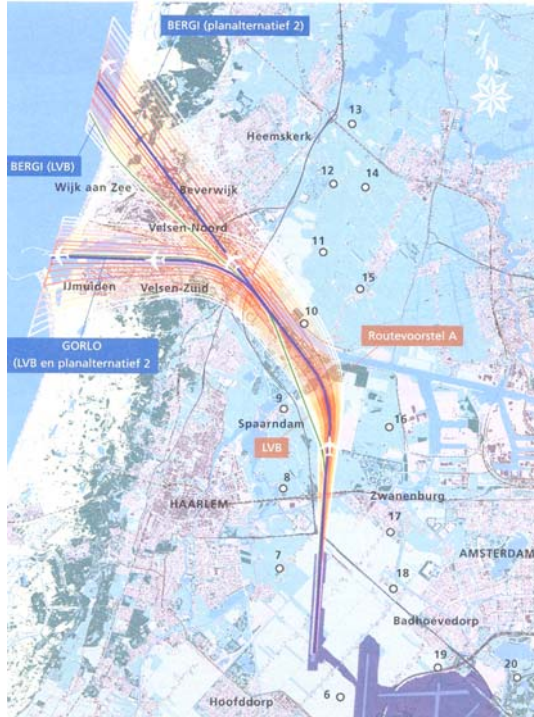 BERGI (planalternatief 2)
N
13
Heemskerk
BERGI (LVB)
12
14
Wijk aan Zee
Beverwijk
Velsen-Noord
11
IJmuiden
Velsen-Zuid
15
10
GORLO
(LVB en planalternatief 2
Routevoorstel A
9
Spaarndam
16
LVB
8
HAARLEM
Zwanenburg
17
AMSTERDAM
7
18
Badhoevedorp
19
20
Hoofddorp
6